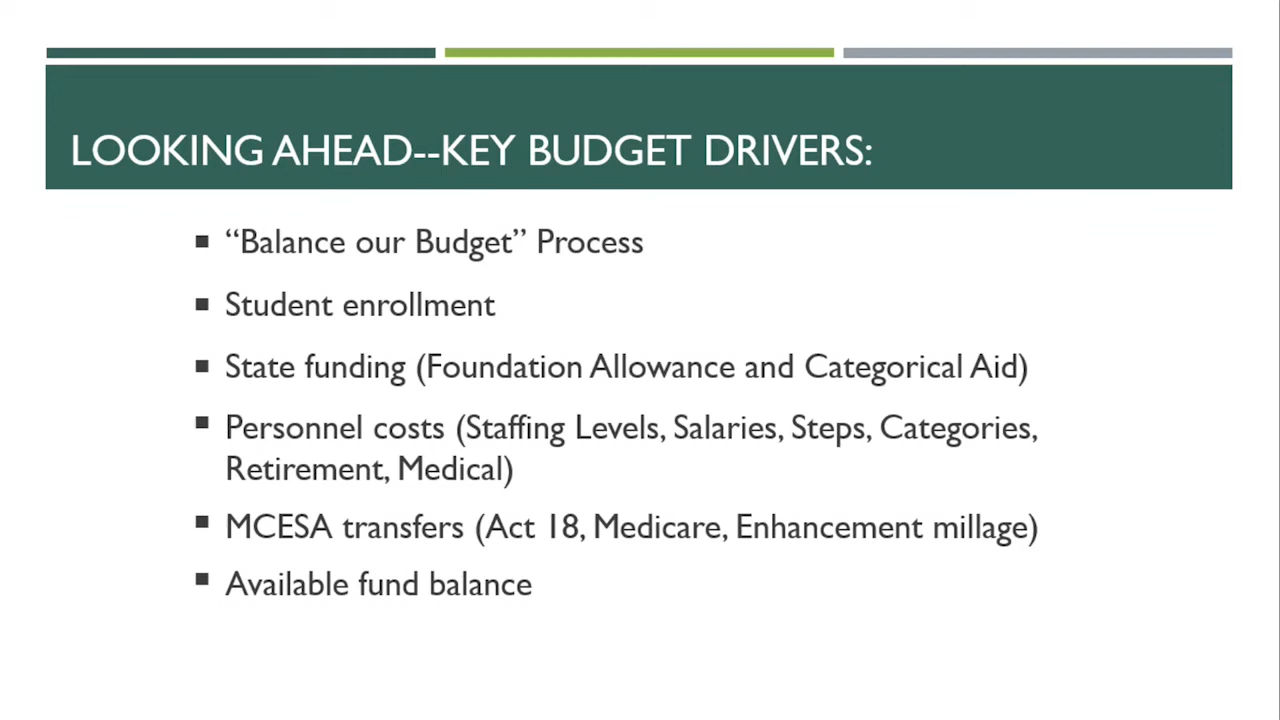 LOOKING AHEAD--KEY BUDGET DRIVERS:
▪ “Balance our Budget” Process
▪ Student enrollment
▪ State funding (Foundation Allowance and Categorical Aid)
▪ Personnel costs (Staffing Levels, Salaries, Steps, Categories,
Retirement, Medical)
▪ MCESA transfers (Act 18, Medicare, Enhancement millage)
▪ Available fund balance